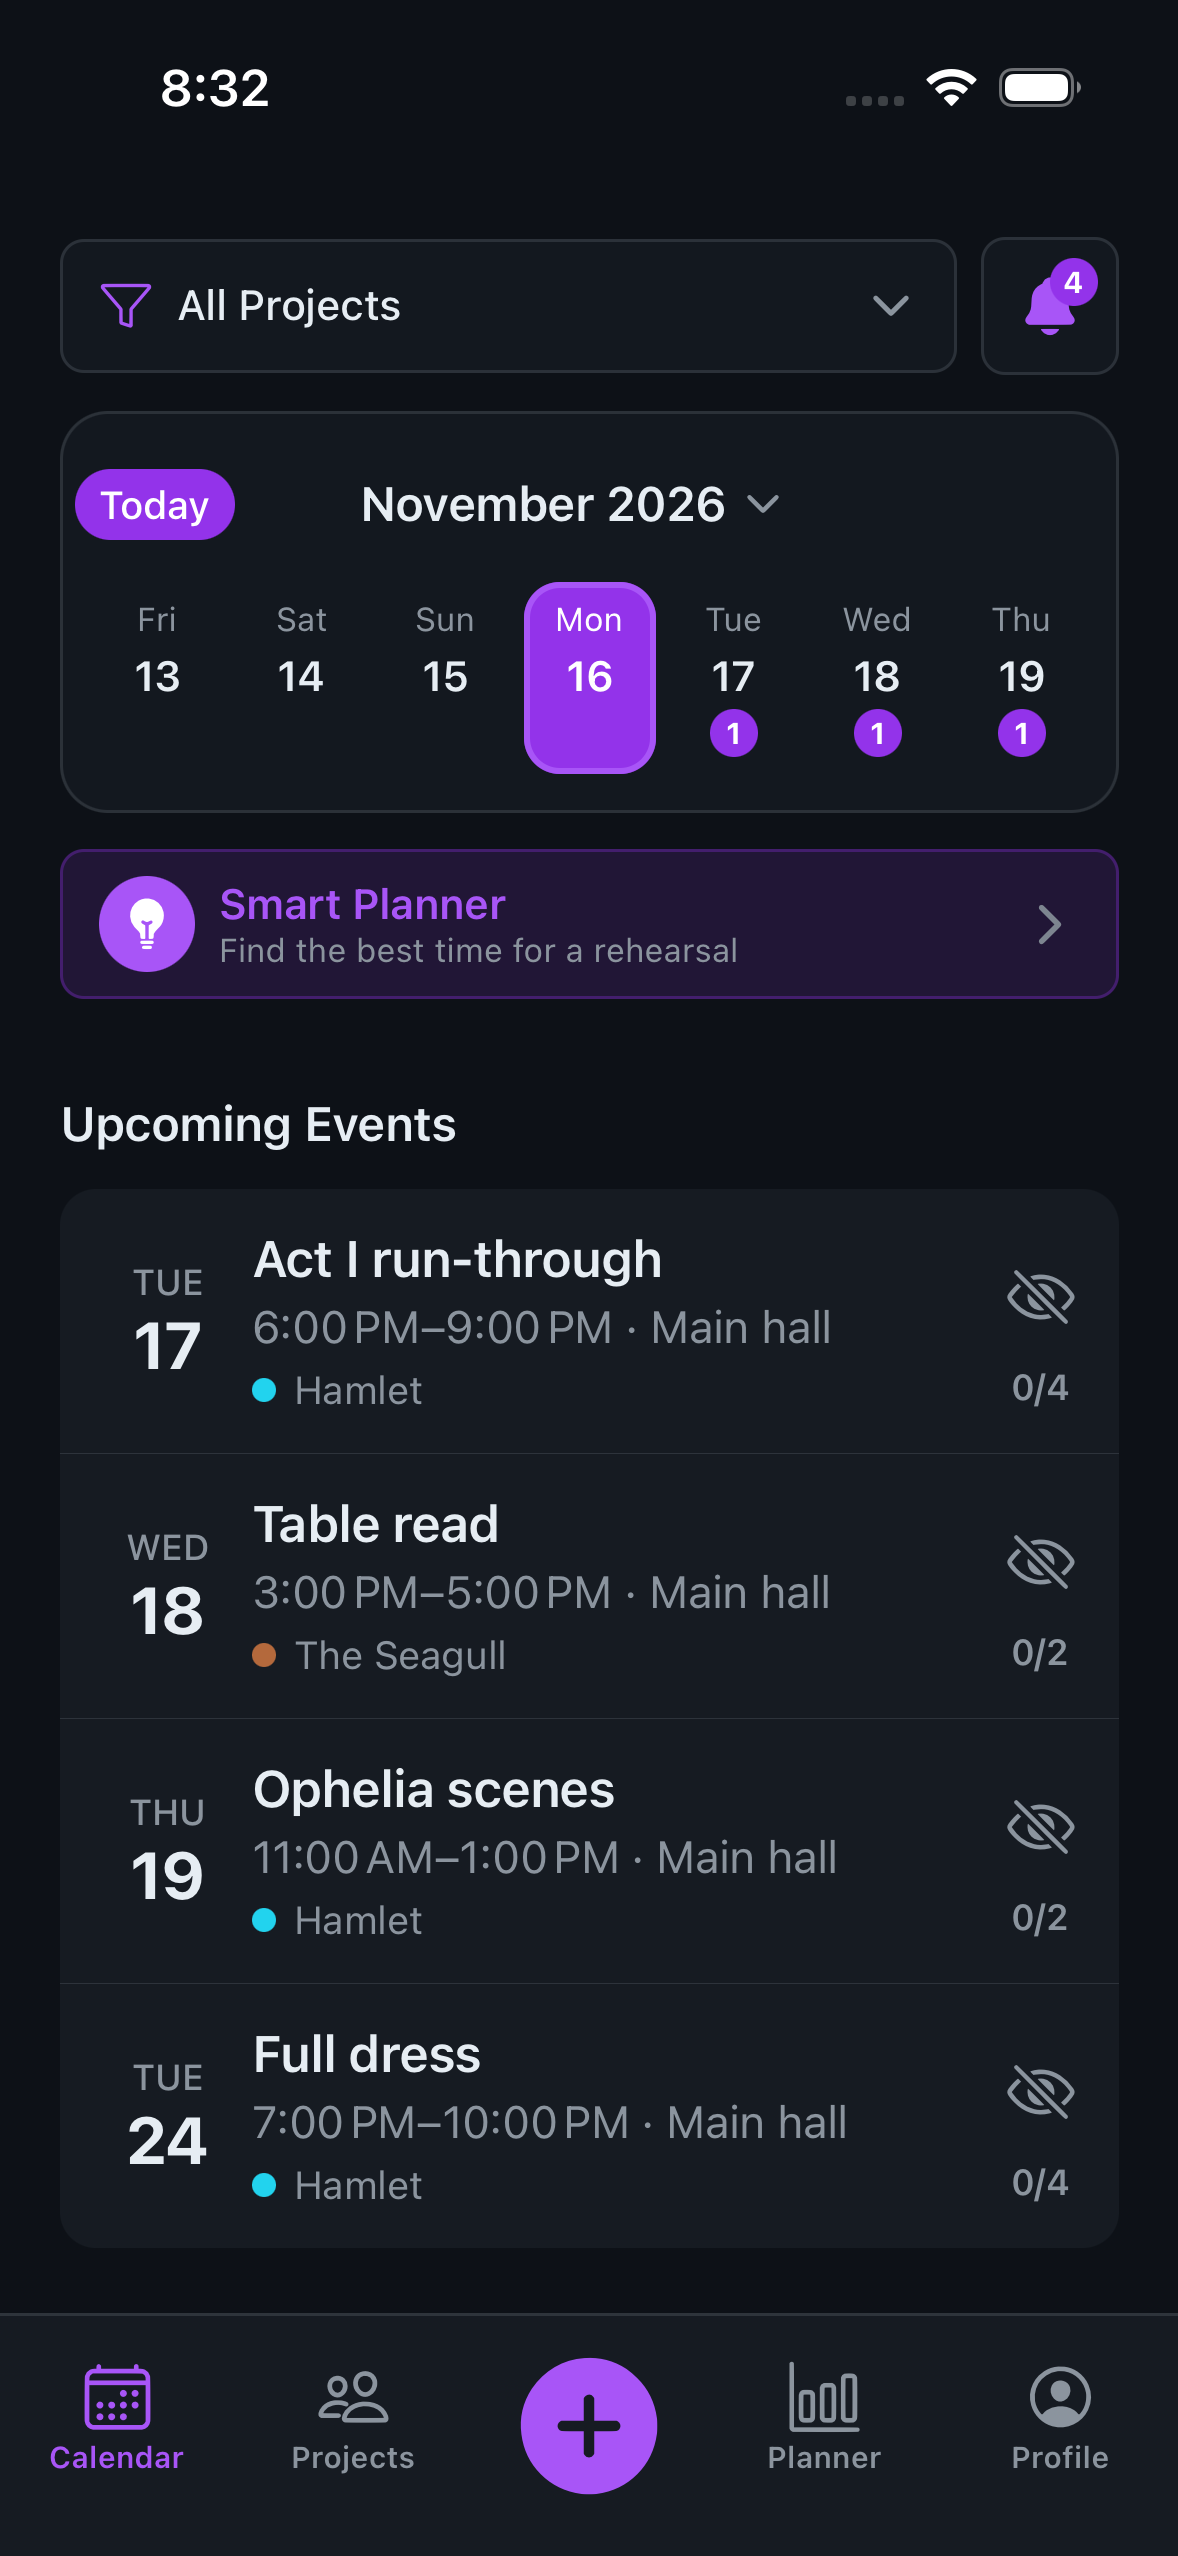 8:32
All Projects
4
Today
November 2026
Fri Sat Sun Mon Tue Wed Thu
13 14 15 16 17 18 19
1 1 1
Smart Planner
Find the best time for a rehearsal
Upcoming Events
Act I run-through
TUE
17
6:00 PM–9:00 PM · Main hall
Hamlet
0/4
Table read
WED
18
3:00 PM–5:00 PM · Main hall
The Seagull
0/2
Ophelia scenes
THU
19
11:00 AM–1:00 PM · Main hall
Hamlet
0/2
Full dress
TUE
24
7:00 PM–10:00 PM · Main hall
Hamlet
0/4
Calendar Projects Planner Profile